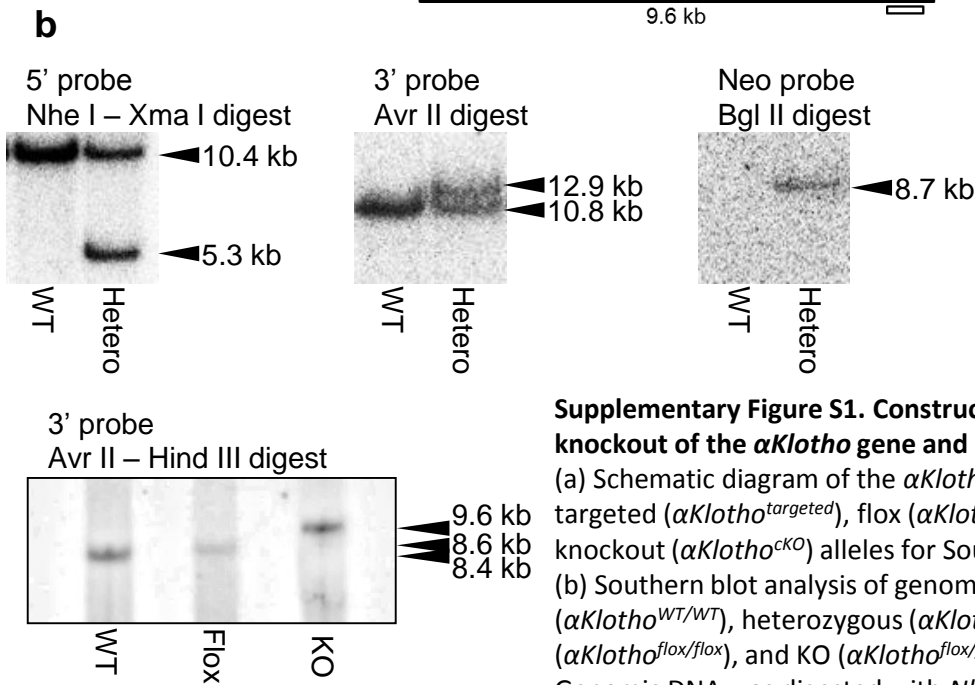 9.6 kb
b
5’ probe
Nhe I – Xma I digest
10.4 kb
5.3 kb
WT
Hetero
3’ probe
Avr II digest
12.9 kb
10.8 kb
WT
Hetero
Neo probe
Bgl II digest
8.7 kb
WT
Hetero
3’ probe
Avr II – Hind III digest
9.6 kb
8.6 kb
8.4 kb
WT
Flox
KO
Supplementary Figure S1. Construc
knockout of the αKlotho gene and
(a) Schematic diagram of the αKloth
targeted (αKlotho^targeted), flox (αKlot
knockout (αKlotho^cKO) alleles for Sou
(b) Southern blot analysis of genom
(αKlotho^WT/WT), heterozygous (αKlot
(αKlotho^flox/flox), and KO (αKlotho^flox/